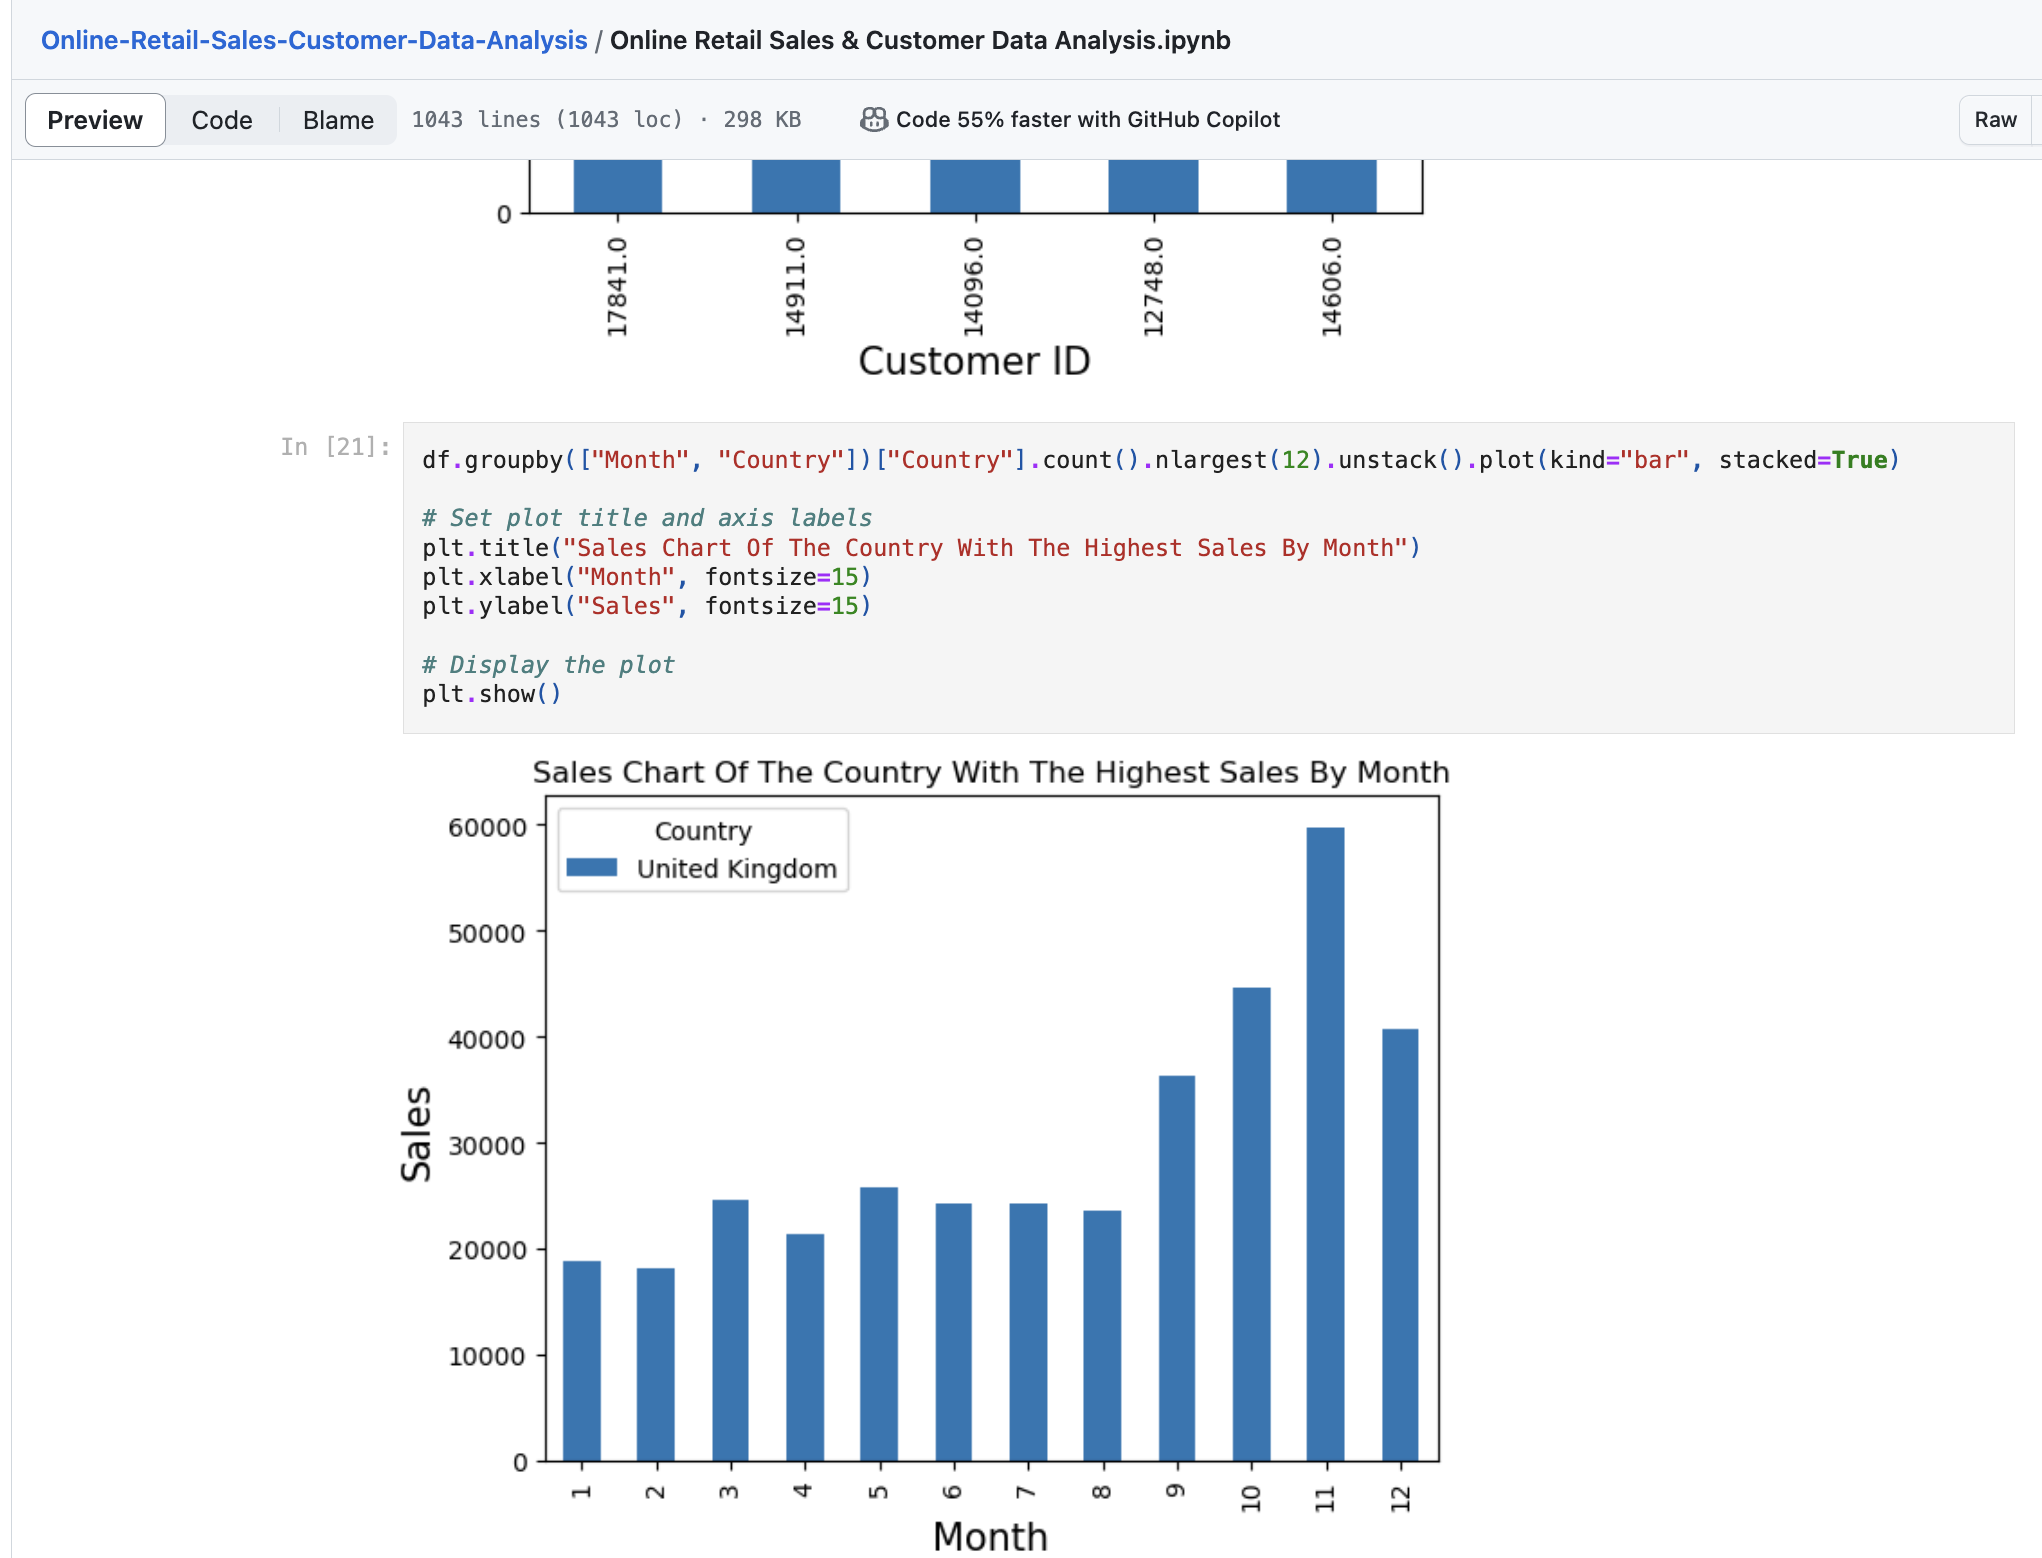 Online-Retail-Sales-Customer-Data-Analysis / Online Retail Sales & Customer Data Analysis.ipynb
Preview Code Blame 1043 lines (1043 loc) · 298 KB Code 55% faster with GitHub Copilot Raw
0
17841.0 14911.0 14096.0 12748.0 14606.0
Customer ID
In [21]:
df.groupby(["Month", "Country"])["Country"].count().nlargest(12).unstack().plot(kind="bar", stacked=True)
# Set plot title and axis labels
plt.title("Sales Chart Of The Country With The Highest Sales By Month")
plt.xlabel("Month", fontsize=15)
plt.ylabel("Sales", fontsize=15)
# Display the plot
plt.show()
Sales Chart Of The Country With The Highest Sales By Month
Country
United Kingdom
60000
50000
40000
30000
20000
10000
0
Sales
1 2 3 4 5 6 7 8 9 10 11 12
Month